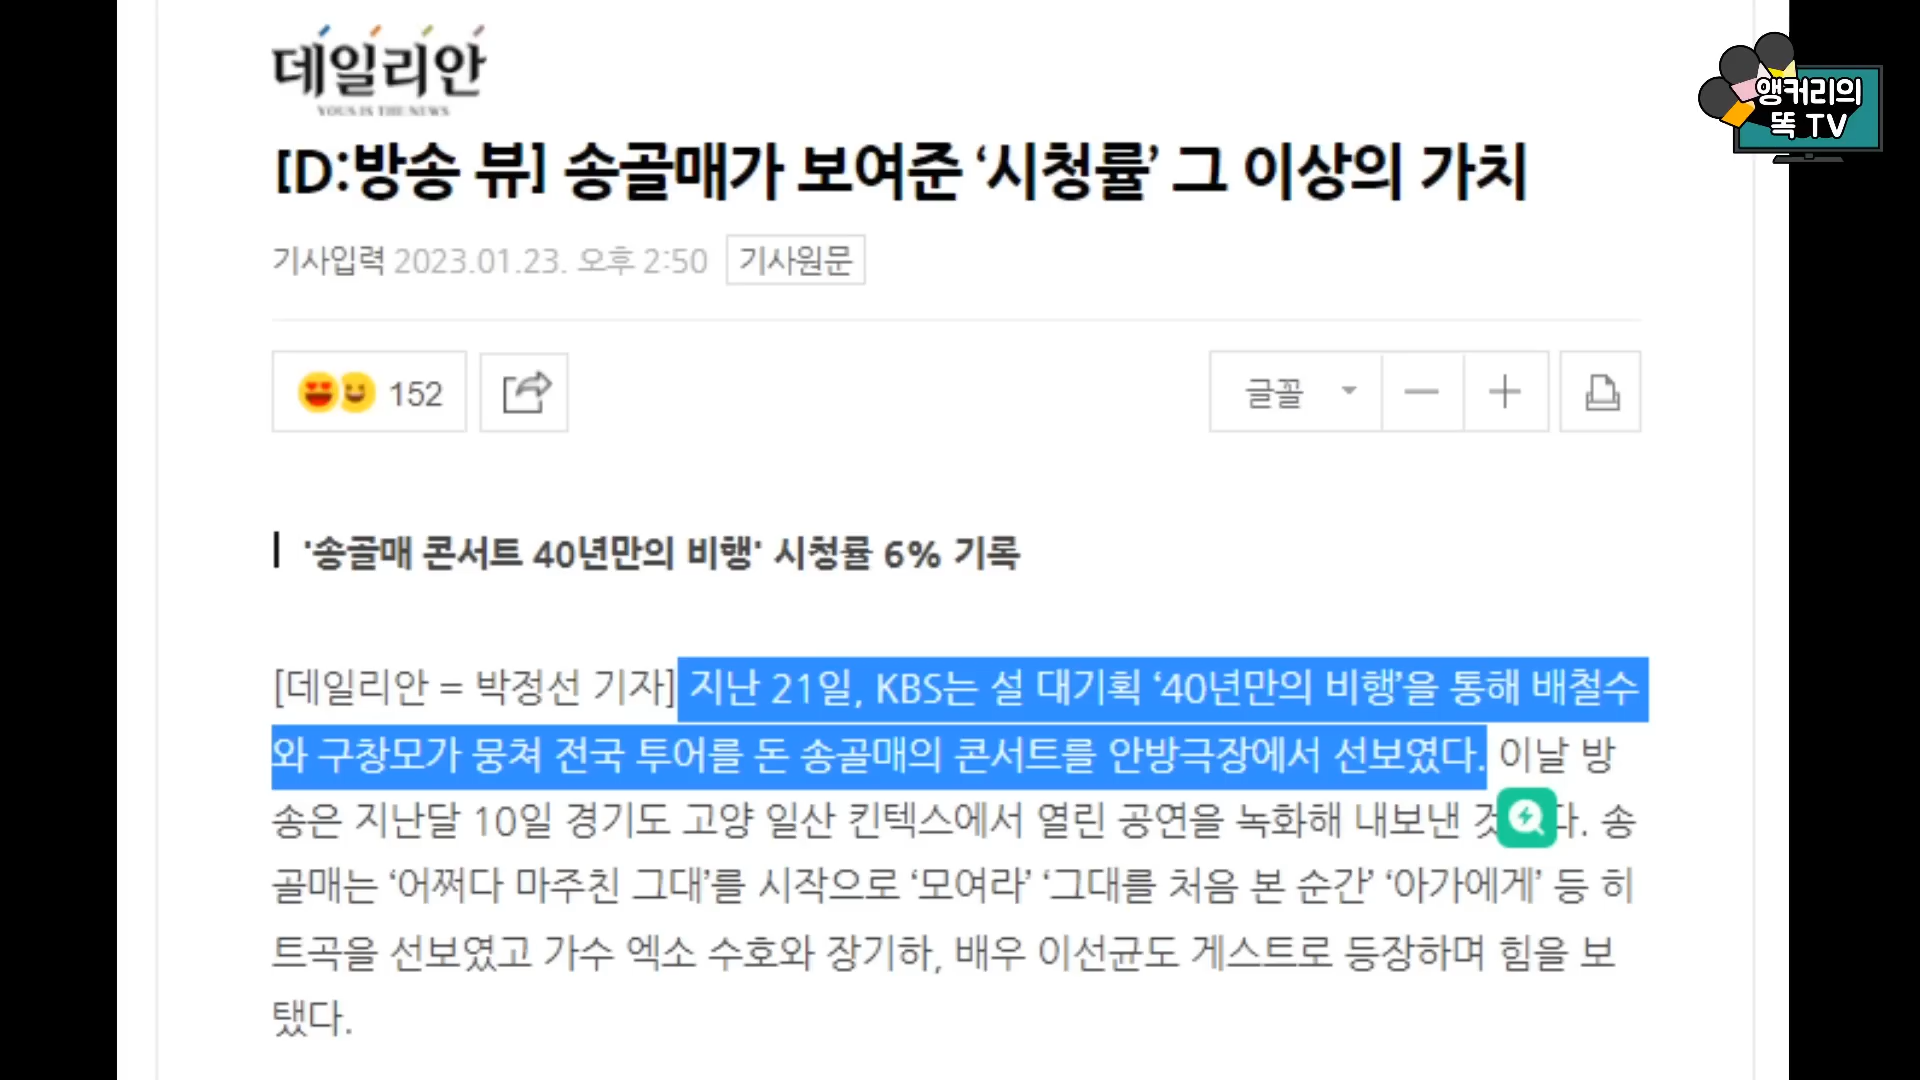 데일리안
YOUS IS THE NEWS
앵커리의
똑 TV
[D:방송 뷰] 송골매가 보여준 ‘시청률’ 그 이상의 가치
기사입력 2023.01.23. 오후 2:50 기사원문
152
글꼴
'송골매 콘서트 40년만의 비행' 시청률 6% 기록
[데일리안 = 박정선 기자] 지난 21일, KBS는 설 대기획 ‘40년만의 비행’을 통해 배철수
와 구창모가 뭉쳐 전국 투어를 돈 송골매의 콘서트를 안방극장에서 선보였다. 이날 방
송은 지난달 10일 경기도 고양 일산 킨텍스에서 열린 공연을 녹화해 내보낸 것 다. 송
골매는 ‘어쩌다 마주친 그대’를 시작으로 ‘모여라’ ‘그대를 처음 본 순간’ ‘아가에게’ 등 히
트곡을 선보였고 가수 엑소 수호와 장기하, 배우 이선균도 게스트로 등장하며 힘을 보
탰다.